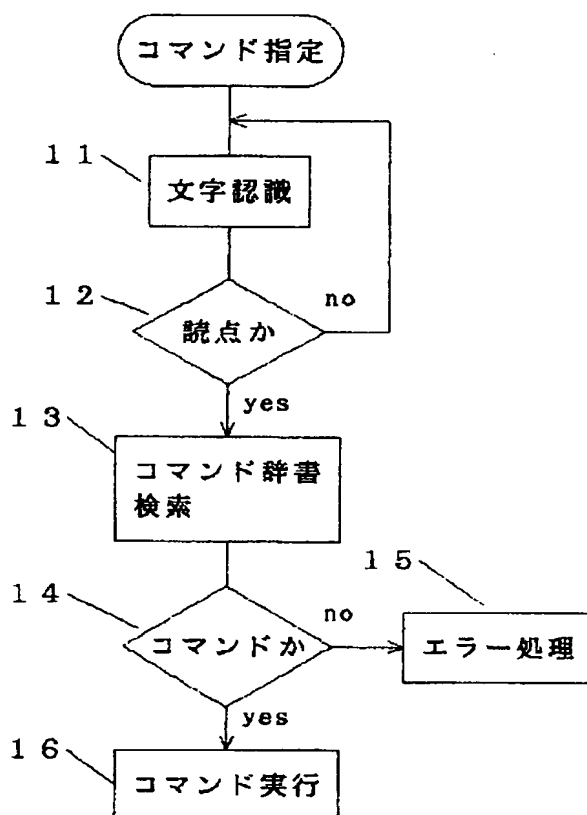 コマンド指定
11
文字認識
12
読点か
no
yes
13
コマンド辞書
検索
14
コマンドか
no
15
エラー処理
yes
16
コマンド実行